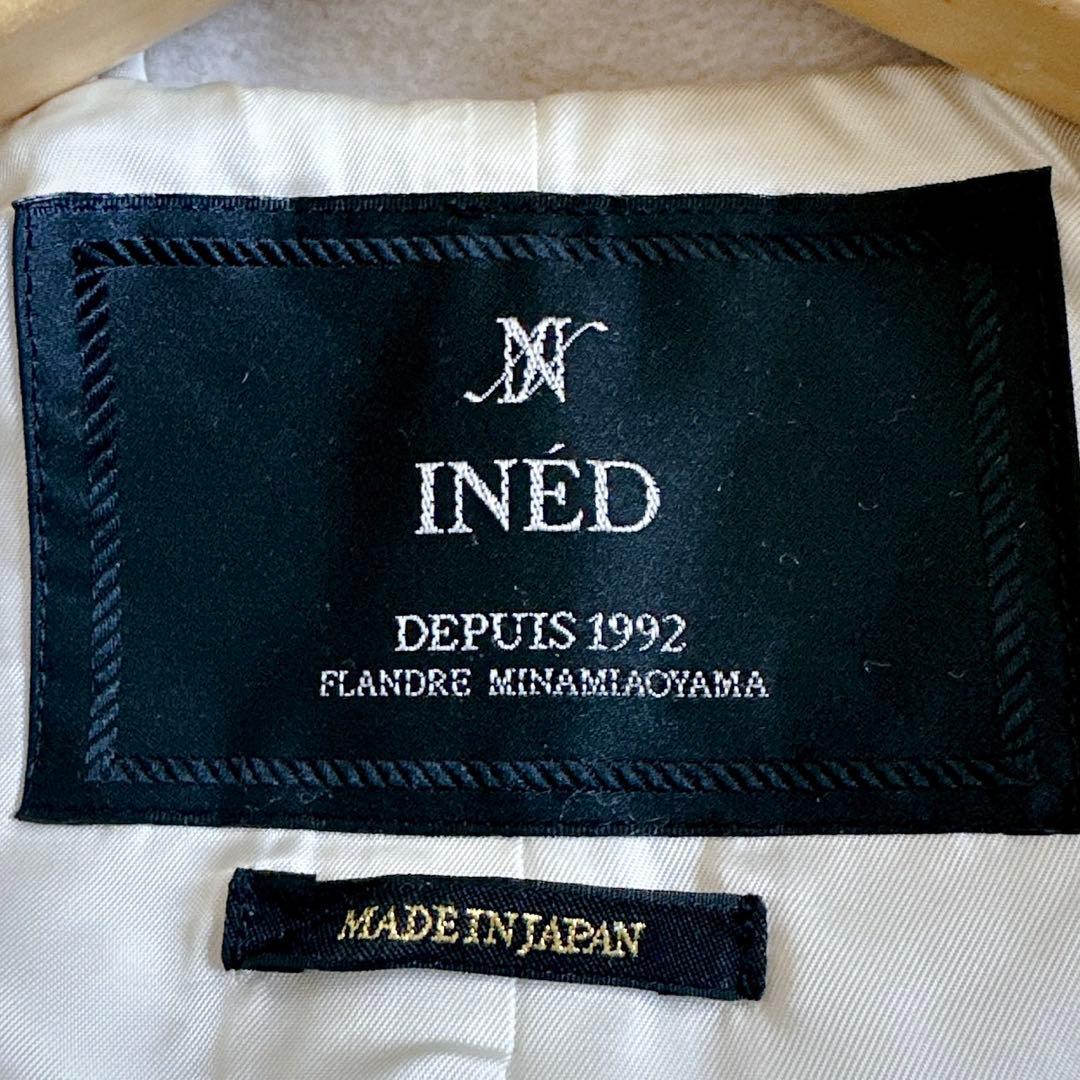 INÉD
DEPUIS 1992
FLANDRE MINAMIAOYAMA
MADE IN JAPAN